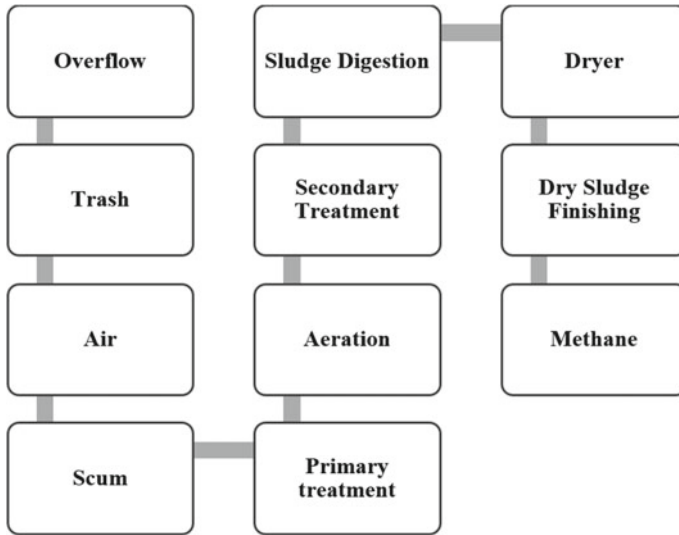 Overflow
Trash
Air
Scum
Primary
treatment
Aeration
Secondary
Treatment
Sludge Digestion
Dryer
Dry Sludge
Finishing
Methane